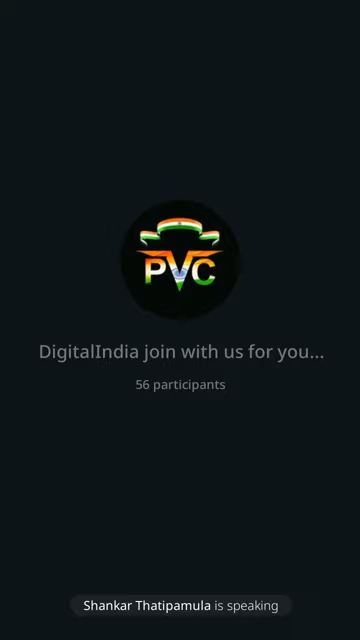 PVC
DigitalIndia join with us for you...
56 participants
Shankar Thatipamula is speaking